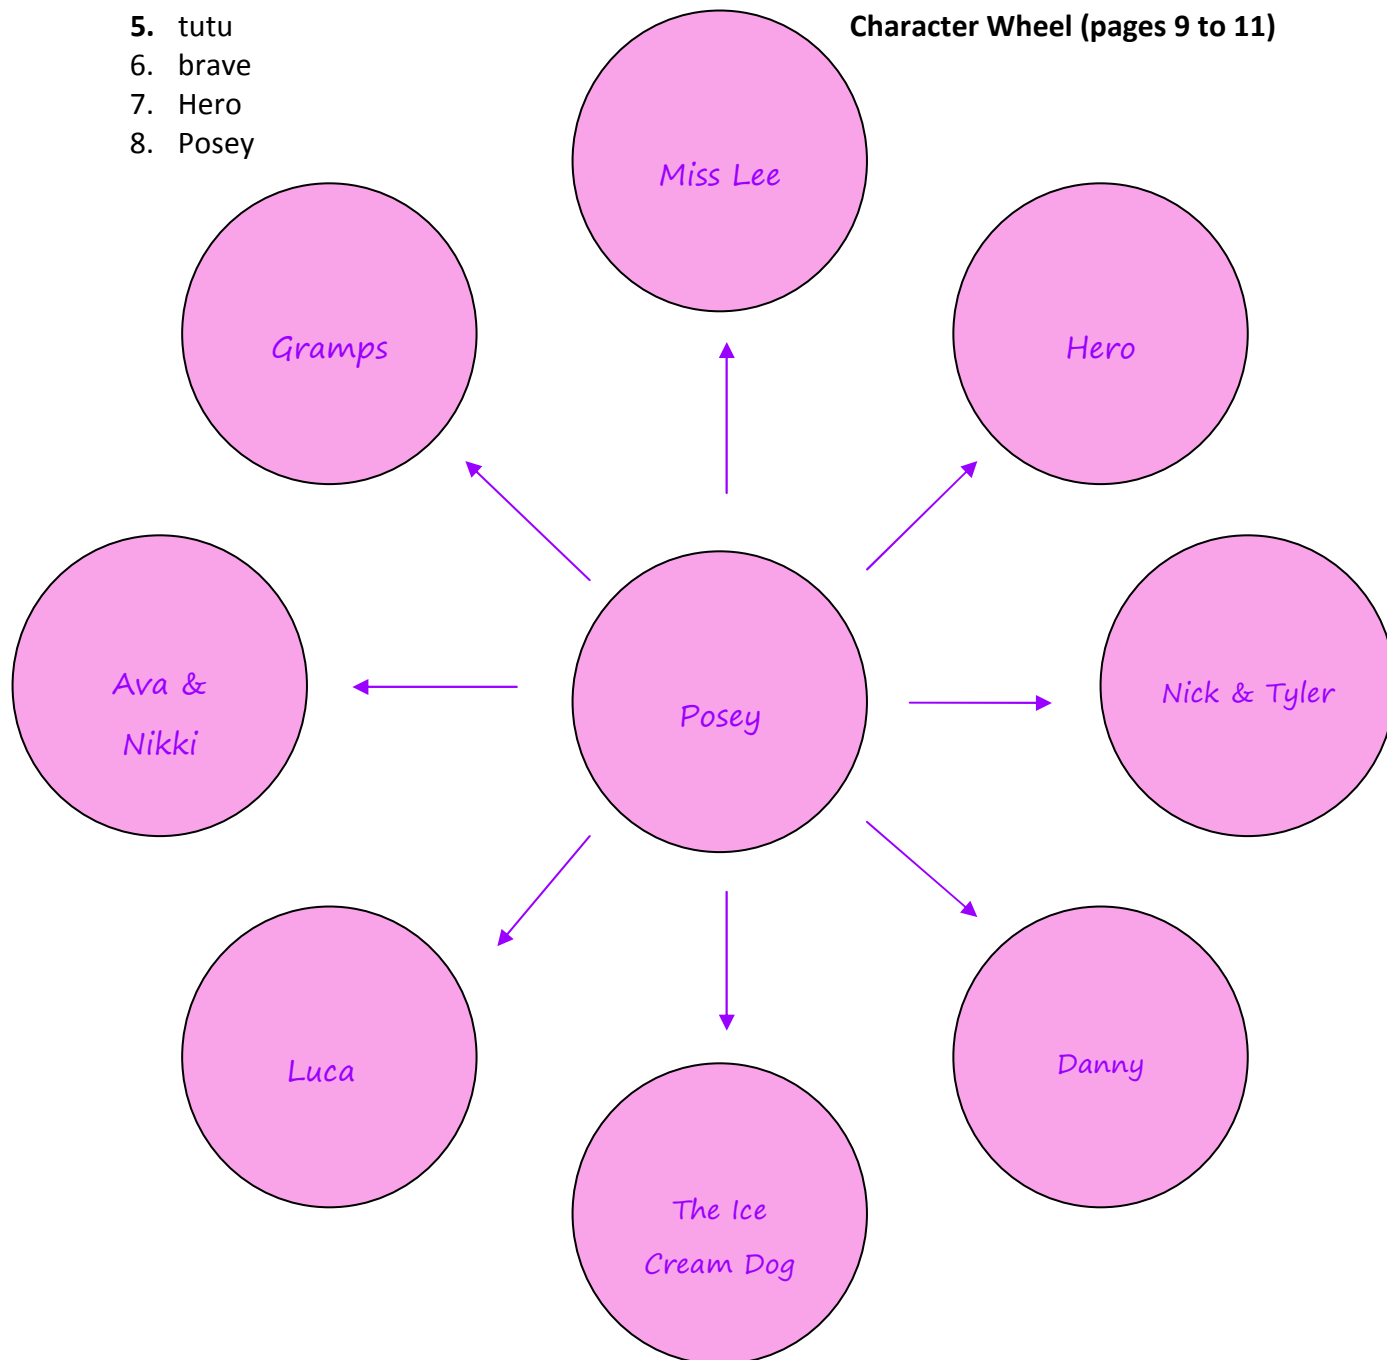 5. tutu
6. brave
7. Hero
8. Posey
Character Wheel (pages 9 to 11)
Miss Lee
Gramps
Hero
Ava &
Nikki
Posey
Nick & Tyler
Luca
Danny
The Ice
Cream Dog